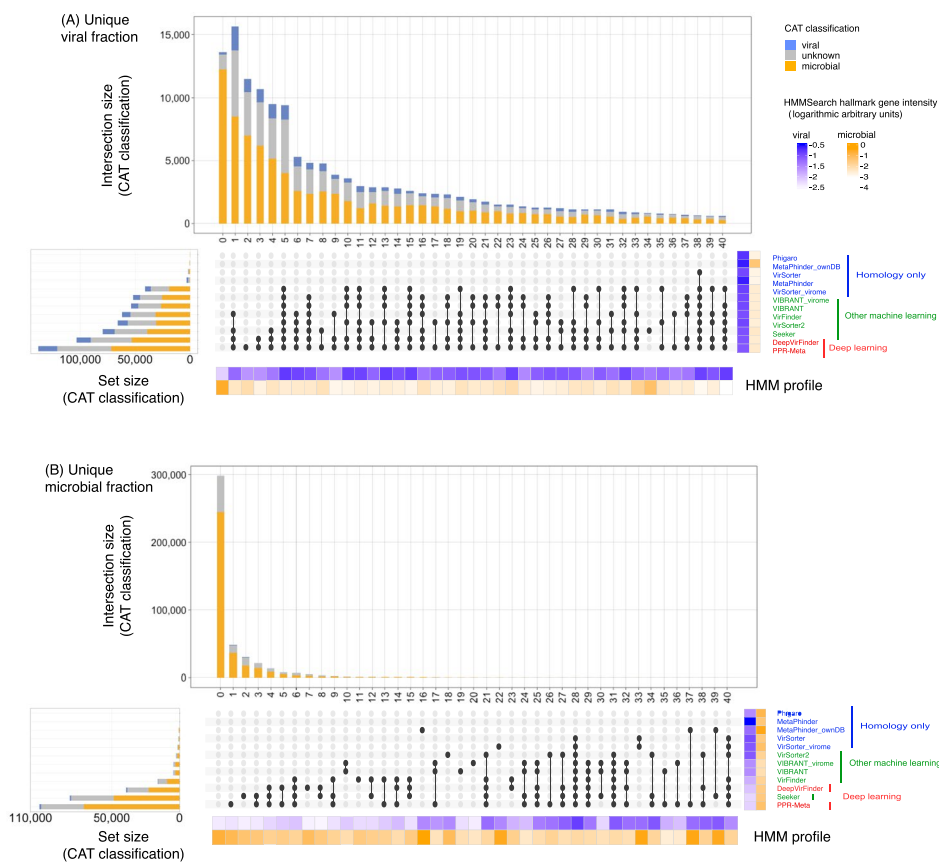 (A) Unique
viral fraction
Intersection size
(CAT classification)
15,000
10,000
5,000
0
0 1 2 3 4 5 6 7 8 9 10 11 12 13 14 15 16 17 18 19 20 21 22 23 24 25 26 27 28 29 30 31 32 33 34 35 36 37 38 39 40
CAT classification
viral
unknown
microbial
HMMSearch hallmark gene intensity
(logarithmic arbitrary units)
viral microbial
-0.5
-1
-1.5
-2
-2.5
0
-1
-2
-3
-4
Phigaro
MetaPhinder_ownDB
VirSorter
MetaPhinder
VirSorter_virome
VIBRANT_virome
VIBRANT
VirFinder
VirSorter2
Seeker
DeepVirFinder
PPR-Meta
Homology only
Other machine learning
Deep learning
100,000 50,000 0
Set size
(CAT classification)
HMM profile
(B) Unique
microbial fraction
Intersection size
(CAT classification)
300,000
200,000
100,000
0
0 1 2 3 4 5 6 7 8 9 10 11 12 13 14 15 16 17 18 19 20 21 22 23 24 25 26 27 28 29 30 31 32 33 34 35 36 37 38 39 40
Phigaro
MetaPhinder
MetaPhinder_ownDB
VirSorter
VirSorter_virome
VirSorter2
VIBRANT_virome
VIBRANT
VirFinder
DeepVirFinder
Seeker
PPR-Meta
Homology only
Other machine learning
Deep learning
110,000 50,000 0
Set size
(CAT classification)
HMM profile